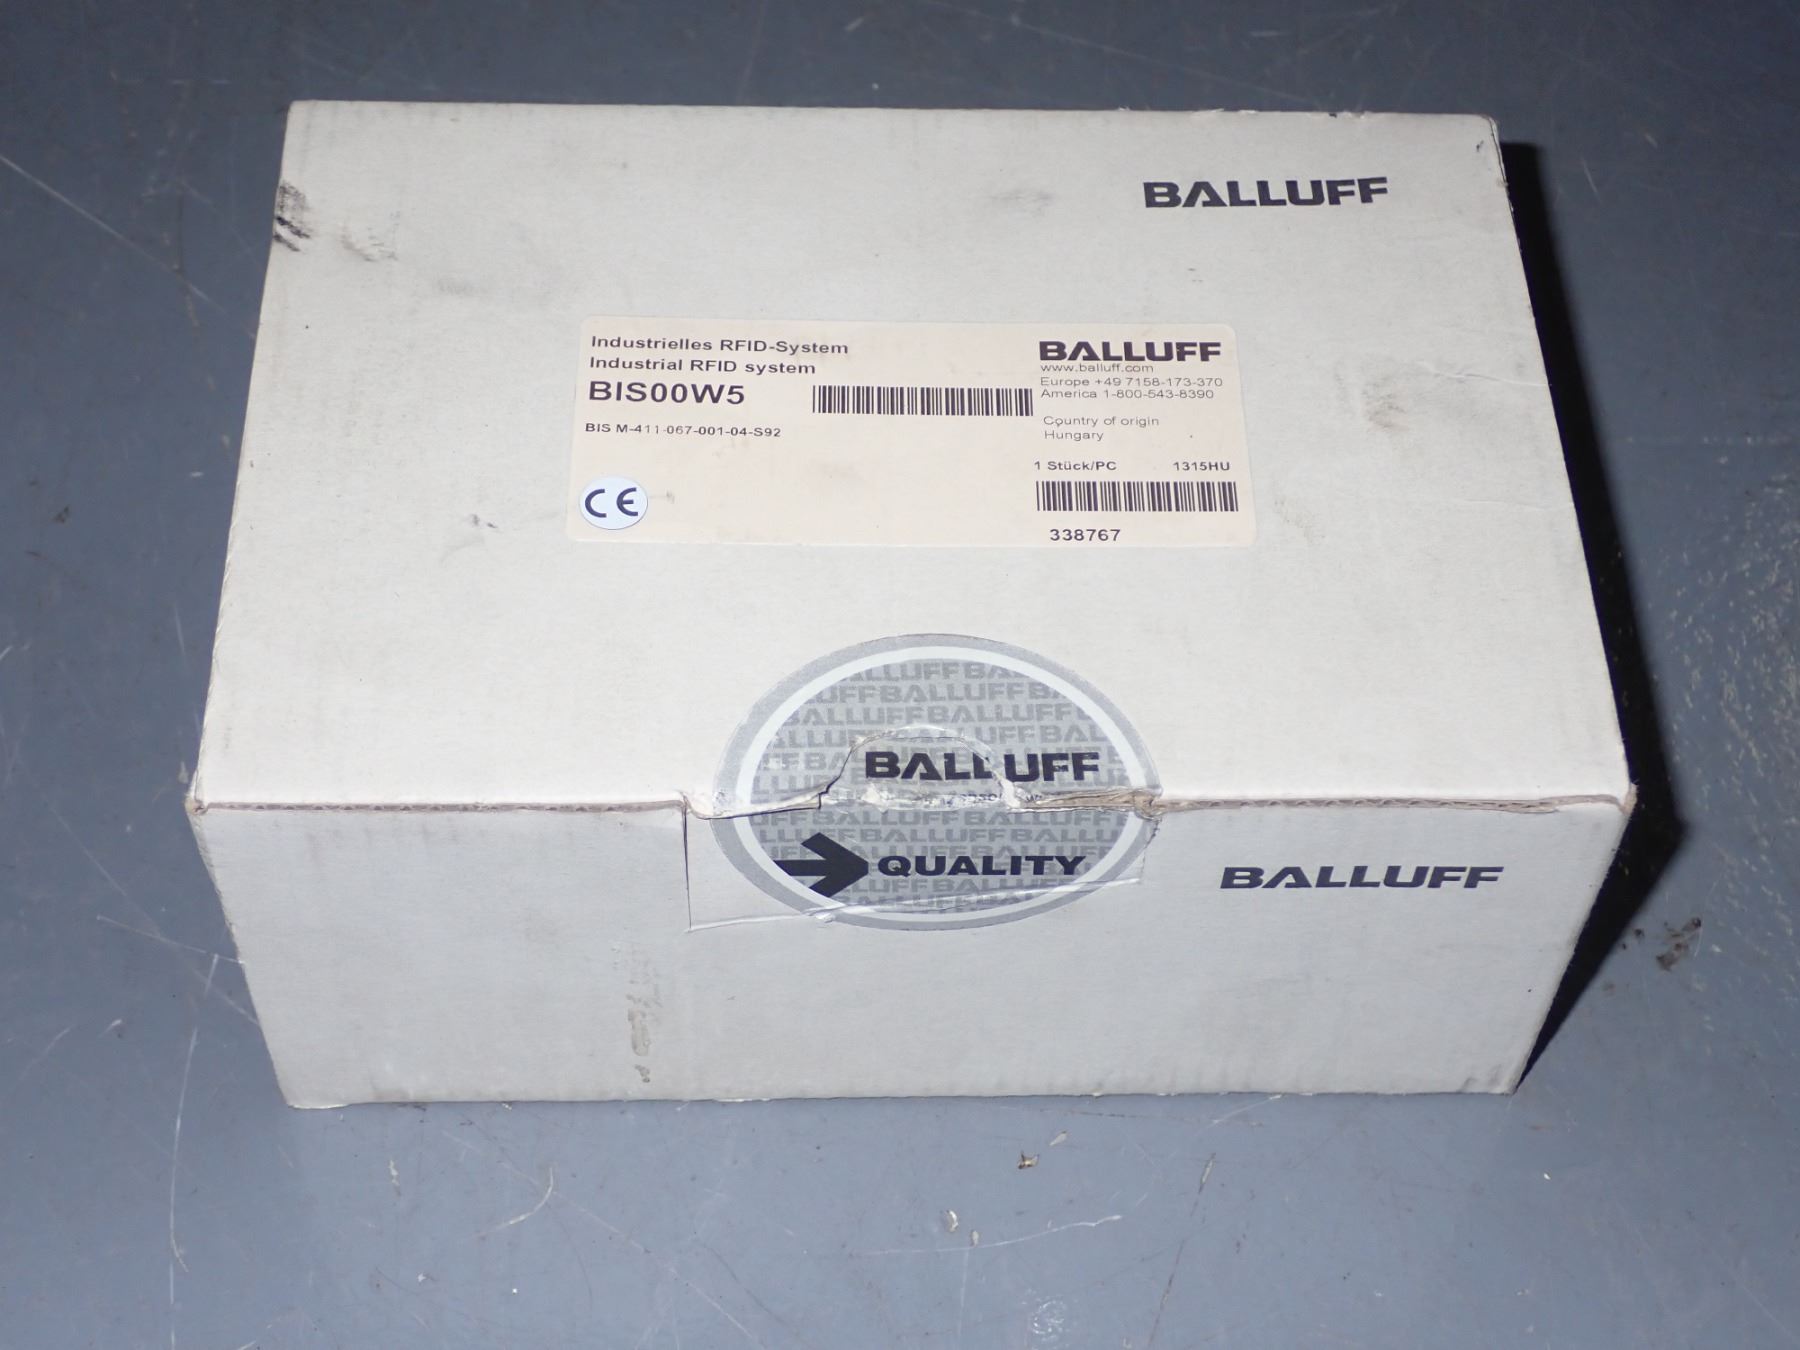 BALLUFF
Industrielles RFID-System
Industrial RFID system
BIS00W5
BIS M-411-067-001-04-S92
CE
BALLUFF
www.balluff.com
Europe +49 7158-173-370
America 1-800-543-8390
Country of origin
Hungary
1 Stück/PC 1315HU
338767
BALLUFF
QUALITY
BALLUFF